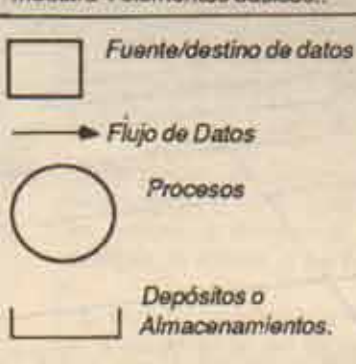 Fuente/destino de datos
Flujo de Datos
Procesos
Depósitos o
Almacenamientos.